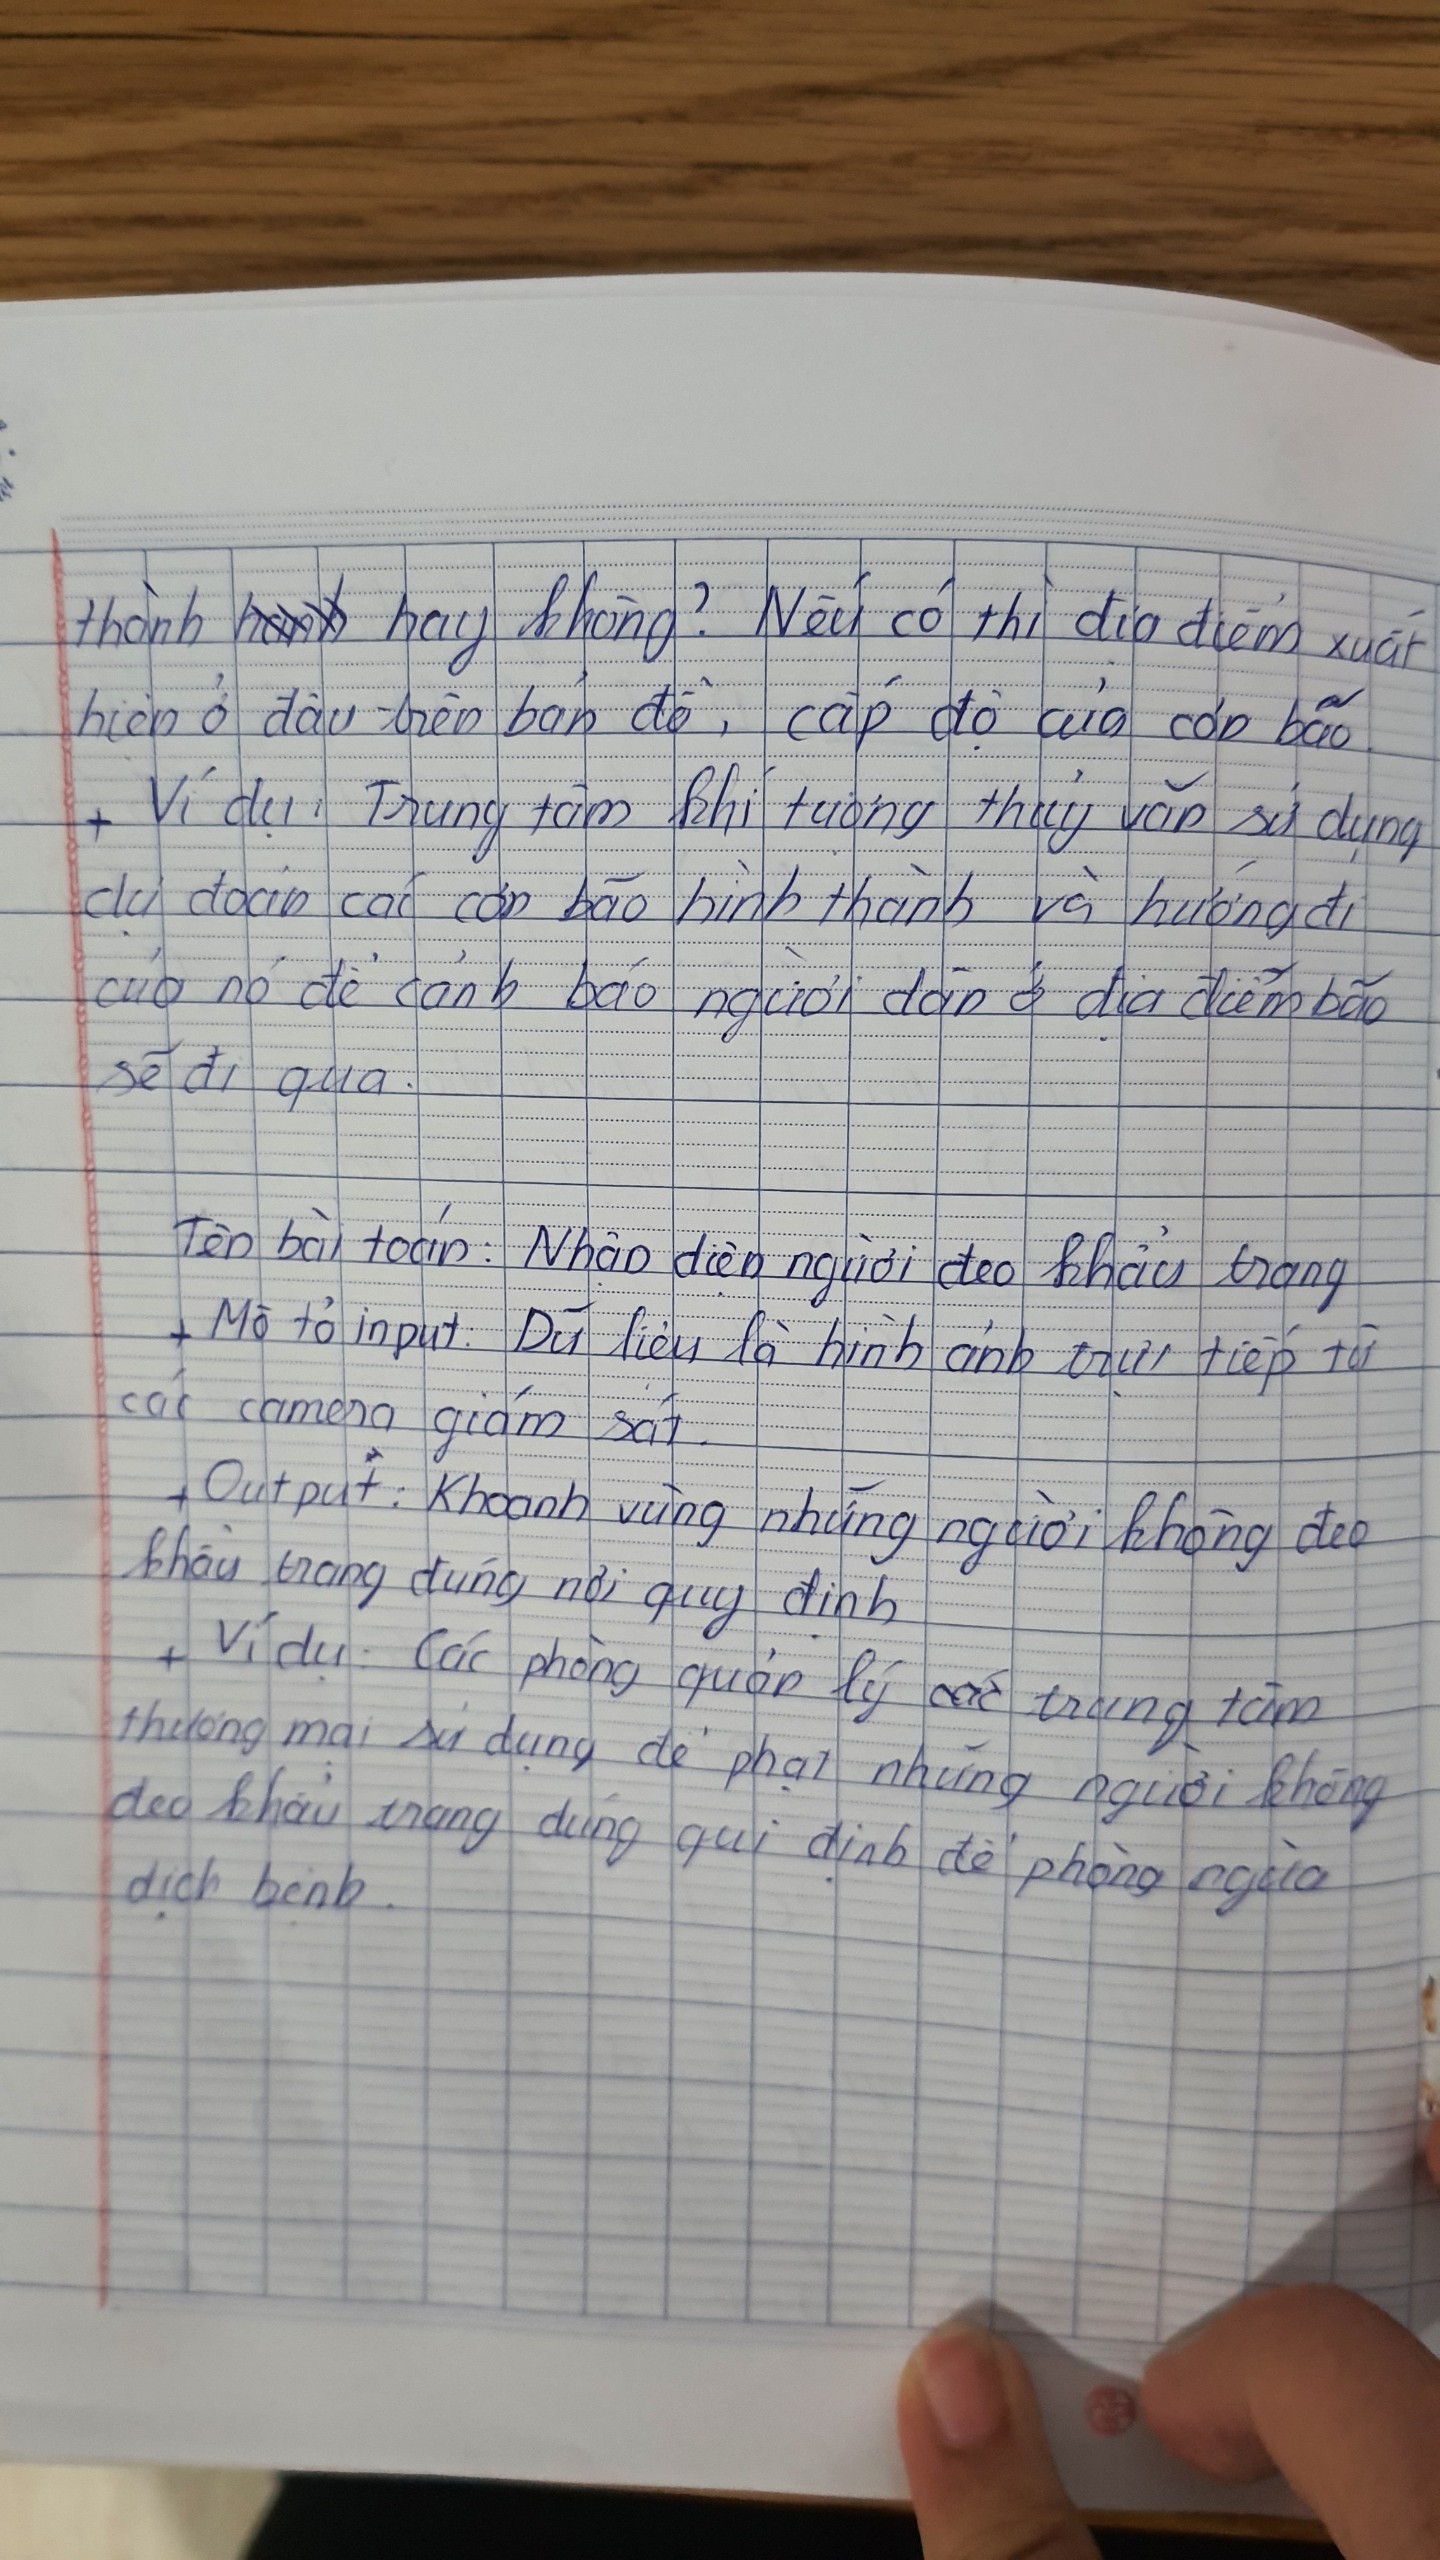 thành hay không? Nếu có thì địa điểm xuất
hiện ở đâu trên bản đồ, cấp độ của cơn bão.
+ Ví dụ: Trung tâm khí tượng thủy văn sử dụng
dự đoán các cơn bão hình thành và hướng đi
của nó để cảnh báo người dân ở địa điểm bão
sẽ đi qua.
Tên bài toán: Nhận diện người đeo khẩu trang
+ Mô tả input: Dữ liệu là hình ảnh trực tiếp từ
các camera giám sát.
+ Output: Khoanh vùng những người không đeo
khẩu trang đúng nơi quy định
+ Ví dụ: Các phòng quản lý các trung tâm
thương mại sử dụng để phạt những người không
đeo khẩu trang đúng qui định để phòng ngừa
dịch bệnh.